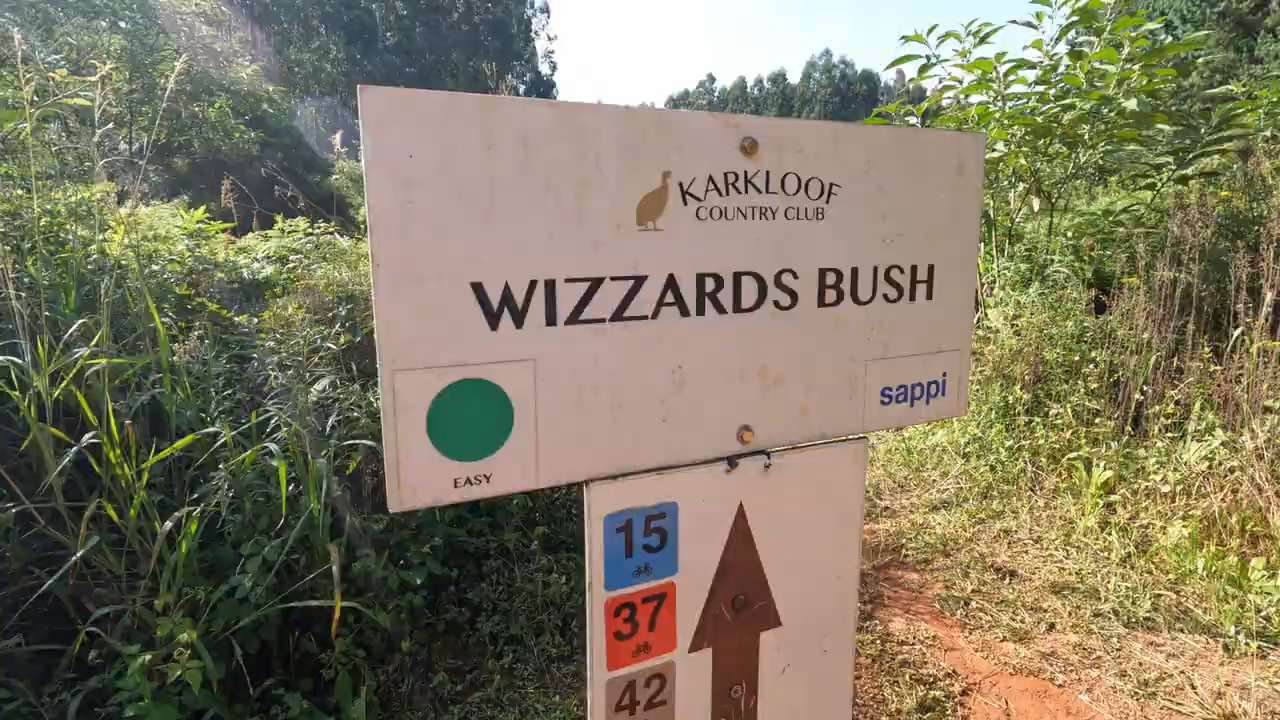 KARKLOOF
COUNTRY CLUB
WIZZARDS BUSH
EASY
sappi
15
37
42